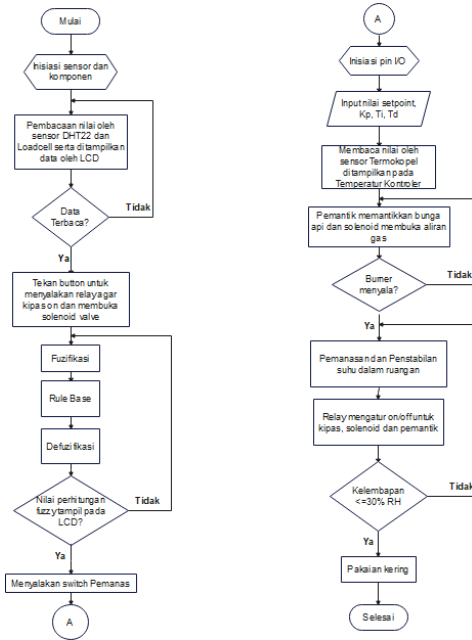 Mulai
Inisiasi sensor dan
komponen
Pembacaan nilai oleh
sensor DHT22 dan
Loadcell serta ditampilkan
data oleh LCD
Data
Terbaca?
Tidak
Ya
Tekan button untuk
menyalakan relay agar
kipas on dan membuka
solenoid valve
Fuzifikasi
Rule Base
Defuzifikasi
Nilai perhitungan
fuzzy tampil pada
LCD?
Tidak
Ya
Menyalakan switch Pemanas
A
A
Inisiasi pin I/O
Input nilai setpoint,
Kp, Ti, Td
Membaca nilai oleh
sensor Termokopel
ditampilkan pada
Temperatur Kontroler
Pemantik memantikkan bunga
api dan solenoid membuka aliran
gas
Burner
menyala?
Tidak
Ya
Pemanasan dan Penstabilan
suhu dalam ruangan
Relay mengatur on/off untuk
kipas, solenoid dan pemantik
Kelembapan
<=30% RH
Tidak
Ya
Pakaian kering
Selesai